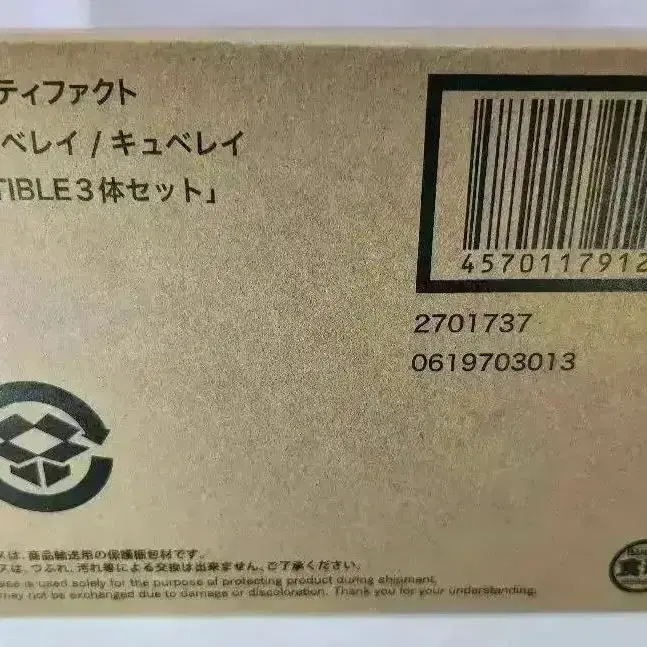 ティファクト
ベレイ / キュベレイ
TIBLE3体セット」
4570117912
2701737
0619703013
スは、商品輸送用の保護梱包材です。
スは、つぶれ、汚れ等による交換は出来ません。ご了承ください。
is used solely for the purpose of protecting product during shipment,
may not be exchanged due to damage or discoloration. Thank you for your understanding.